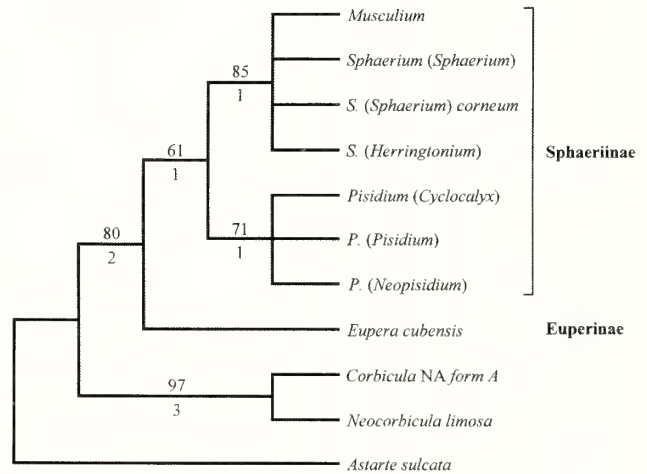 Musculium
Sphaerium (Sphaerium)
85
1
S. (Sphaerium) corneum
S. (Herringtonium)
Sphaeriinae
61
1
Pisidium (Cyclocalyx)
71
1
P. (Pisidium)
80
2
P. (Neopisidium)
Eupera cubensis
Euperinae
Corbicula NA form A
97
3
Neocorbicula limosa
Astarte sulcata